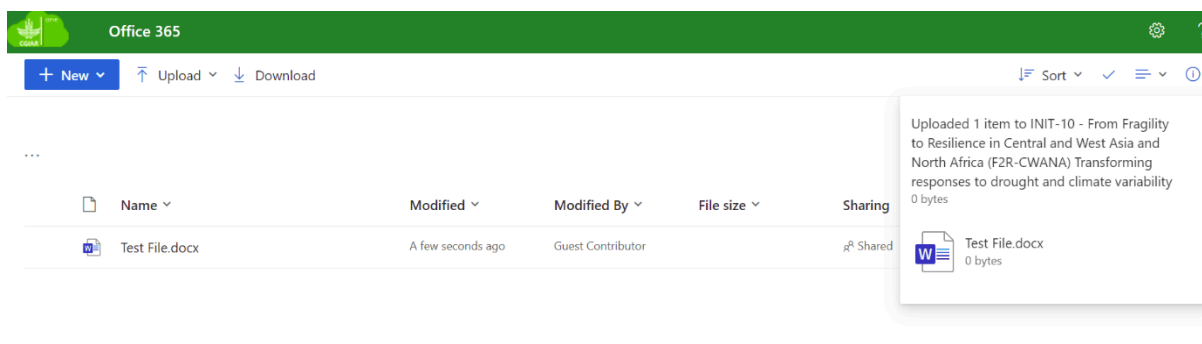 CGIAR
Office 365
New
Upload
Download
Sort
Uploaded 1 item to INIT-10 - From Fragility
to Resilience in Central and West Asia and
North Africa (F2R-CWANA) Transforming
responses to drought and climate variability
0 bytes
...
Name
Modified
Modified By
File size
Sharing
Test File.docx
A few seconds ago
Guest Contributor
Shared
W
Test File.docx
0 bytes